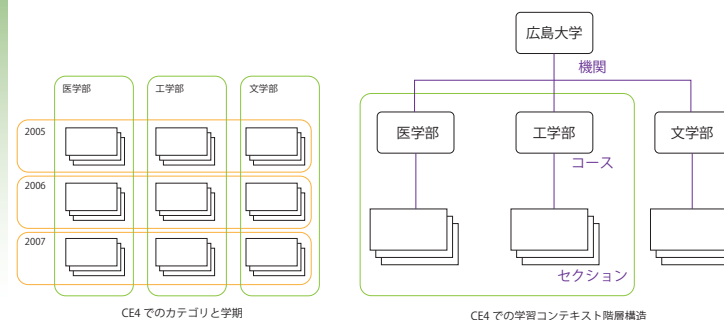 医学部
工学部
文学部
2005
2006
2007
CE4 でのカテゴリと学期
広島大学
機関
医学部
工学部
文学部
コース
セクション
CE4 での学習コンテキスト階層構造